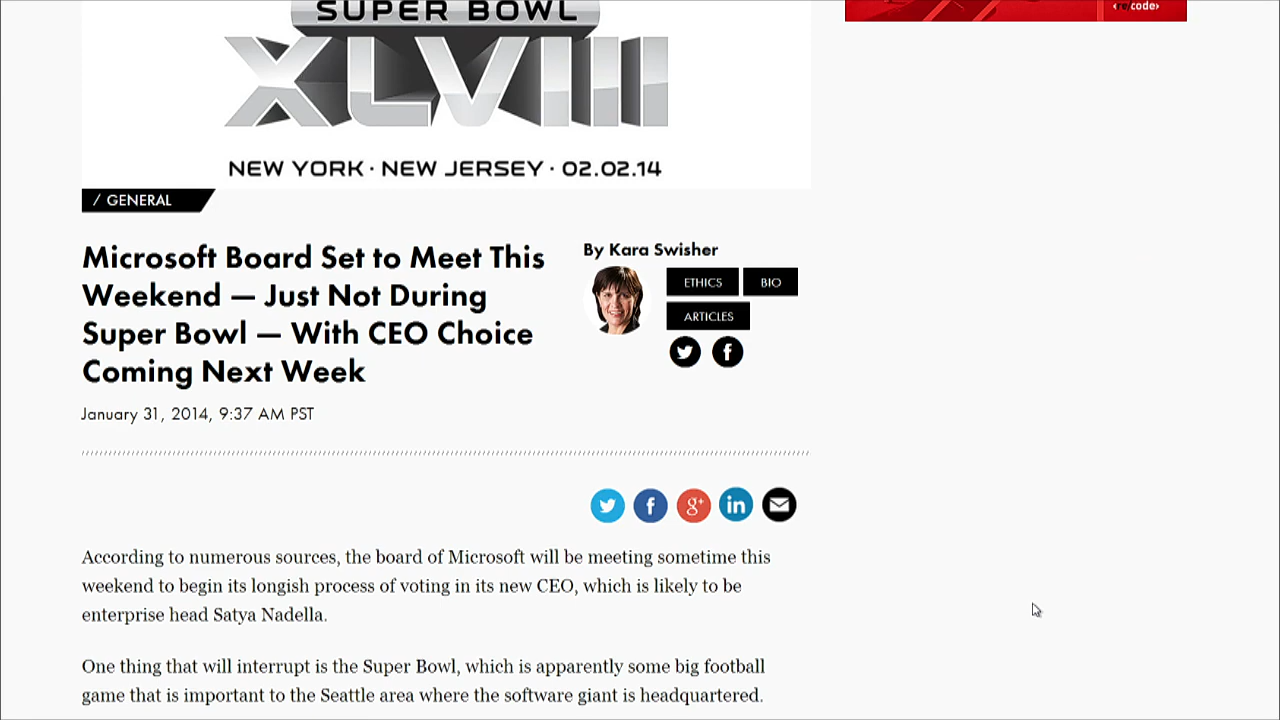 SUPER BOWL
XLVIII
NEW YORK · NEW JERSEY · 02.02.14
‹re/code›
/ GENERAL
Microsoft Board Set to Meet This
Weekend — Just Not During
Super Bowl — With CEO Choice
Coming Next Week
January 31, 2014, 9:37 AM PST
By Kara Swisher
ETHICS
BIO
ARTICLES
According to numerous sources, the board of Microsoft will be meeting sometime this
weekend to begin its longish process of voting in its new CEO, which is likely to be
enterprise head Satya Nadella.
One thing that will interrupt is the Super Bowl, which is apparently some big football
game that is important to the Seattle area where the software giant is headquartered.